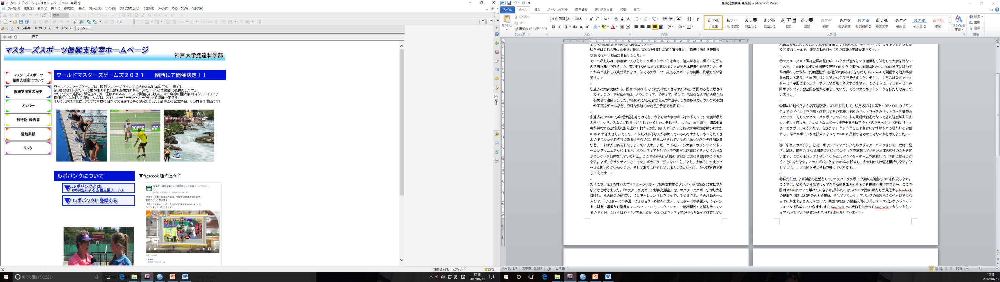 ホームページ・ビルダー16 - [支援室ホームページ.html - 無題 *]
ファイル(F) 編集(E) 表示(V) 挿入(I) 書式(O) 表(A) フレーム(R) サイト(S) アクセス向上(U) ブログ(B) ツール(T) ウィンドウ(W) ヘルプ(H)
標準
ページ編集 HTML ソース ページ/ソース プレビュー
完了
マスターズスポーツ振興支援室ホームページ
神戸大学発達科学部
マスターズスポーツ
振興支援室について
振興支援室の歴史
メンバー
刊行物・報告書
活動業績
リンク
ワールドマスターズゲームズ2021 関西にて開催決定!!
ワールドマスターズゲームズは、国際マスターズゲームズ協会(IMGA)が4年ごとに主宰する、
原則30歳以上のスポーツ愛好者であれば誰もが参加できる生涯スポーツの国際総合競技大会です。
オリンピックの翌年に開催され、第一回は1985年にトロントで開催されました。2013年(第8回大会)はイタリア・トリノで
開催され、次回大会(第9回大会)は、2017ニュージーランド・オークランドで開催予定です。
そして、2021年には、アジアで初めて日本で開催される事が決定しました。第10回の記念大会、その舞台は関西です!!
YONEX
ルポバンクについて
▼ルポバンクとは
(大学生による広報支援チーム)
▼ルポバンクに登録する
▼facebook 埋め込み?
マスターズ甲子園東京大会は、今年で10周年を迎えます!
おめでとうございます。
「グッド!モーニング」久しぶりに見出しちゃいました。
シェアさせていただきます。
7:17
2016年11月24日
属性
SS
編集スタイル:スタンダード
何でも聞いてください
17:18
2017/01/23
最終発表原稿 最終版 - Microsoft Word
ファイル ホーム 挿入 ページ レイアウト 参考資料 差し込み文書 校閲 表示
貼り付け
切り取り
コピー
書式のコピー/貼り付け
クリップボード
MS 明朝 (本 10.5
フォント
段落
標準 行間詰め 見出し 1 見出し 2 表題 副題 斜体 強調斜体 強調斜体 2 強調太字 引用文 引用文 2 参照
スタイルの
変更
スタイル
検索
置換
選択
編集
②こちらは関西 WMG の大会理念です。
私たちはこれら五つの中でも特に、WMG が「個性が輝く晴れ舞台」、「将来に伝える夢舞台」
であるという側面に着目しました。
そこで私たちは、参加者一人ひとりにスポットライトを当て、個人がさらに輝くことがで
きる晴れ舞台を作ること、若い世代が WMG に関わることができる夢舞台を作ること、そ
こから生まれる相乗効果により、伝えるスポーツ、支えるスポーツの発展に貢献していき
ます。
③過去の大会実績から、関西 WMG ではこれだけたくさんの人やモノが関わると予想され
ます。この中でも私たちは、ボランティア、メディア、そして、WMG ならではの様々な
参加者に注目しました。WMG には初心者から元プロ選手、また家族やカップルでの参加
や同窓会チームなど、多様な参加のかたちが予想できます。
④過去の WMG の広報活動を見てみると、今までの大会の中ではエドモントン大会が最も
大きく、いろいろな人が取り上げられていました。それでも、大会の 10 日間で、組織委員
会が発行する広報誌に取り上げられた人は約 90 人でした。これは大会参加者数のわずか
0.3%にすぎません。そして、これだけ多様な人が参加しているのですから、もっとたくさ
んのドラマがそれぞれにあるはずなのに、取り上げられているのは元プロ選手や超高齢者
など、一部の人に限られてしまっています。また、エドモントン大会・ボランティアトレ
ーニングマニュアルによると、ボランティアとして選手を取材し記事にするというような
ボランティアは存在していません。ここで私たちは過去の WMG における課題をこう考え
ます。まず、ボランティアとしてのルポライターがいないこと、また、大学生、つまりユ
ースの関わりが少ないこと、そして取り上げられている人の数が少なく、かつ限定的であ
ることです。
⑤そこで、私たち神戸大学マスターズスポーツ振興支援室のメンバーが WMG に貢献でき
ないかと考えました。「マスターズスポーツ振興支援室」は、マスターズスポーツの拡大を
目指し、その便益の研究や、プロモーション活動を行っているゼミです。その活動の一つ
として、「マスターズ甲子園」プロジェクトを紹介します。マスターズ甲子園というイベン
トの開発・運営から啓発キャンペーン・コミュニケーション、組織開発・支援を行ってい
るのですが、これらはすべて大学生・OB・OG のボランティアが中心となって運営してい
大会運営を支えました。また年間を通して Facebook、ホームページ、ガイドブックなどさ
まざまなツールで、発信活動を行ってきた経験と実績があります。
⑦マスターズ甲子園は全国高校野球OBクラブ連合という組織を母体として大会を行なっ
ており、この地図はその全国高校野球 OB クラブ連合の加盟状況です。2004年度にはわず
か四県にしかなかった加盟校が、各地方大会の様子を取材し Facebook で発信する地方特派
員の協力もあり、今年度にはここまで広がりを見せました。そして、こちらは各県でマス
ターズ甲子園にボランティアとして参加した大学の数です。このように、マスターズ甲子
園ボランティアは全国各地から集まっていて、その学生のネットワークを私たちは持って
います。
⑧初めに述べたような課題を持つ WMG に対して、私たちには大学生・OB・OG のボラン
ティアでイベントを企画・運営してきた実績、全国のネットワークとネットワーク構築の
ノウハウ、そしてマスターズスポーツのイベントで発信活動を行なってきた経歴がありま
す。そして何より、このようなスポーツ振興支援活動を行ってきたきっかけである、「マス
ターズスポーツを支えたい、伝えたい」というどこにも負けない情熱をもつ私たちの企画
する、学生ルポバンクの設立によって WMG に貢献できるのではないかと考えました。
⑨「学生ルポバンク」とは、ボランティアバンクのルポライターバージョンで、取材・配
信、翻訳、撮影の 3 つの部署ごとにボランティアを募集してできた団体の総称のことを言
います。このルポバンクからいくつかのルポライターチームを結成して、各地に取材に行
くことになります。このルポバンクを 2017年に設立し、大会前から活動を開始します。そ
して大会中、大会後とその活動を続けていきます。
⑩私たちは、まず活動の基盤として、マスターズスポーツ振興支援室の HP を作成します。
ここでは、私たちが今まで行ってきた活動をまとめたものを掲載する予定ですが、ここで
関西 WMG について触れていきます。具体的には、WMG の説明、私たちが発信する facebook
の記事を HP 上に埋め込んで掲載、そしてボランティアバンクの募集もこのページで行な
っていきます。このようにして、関西 WMG の記事配信やボランティアバンクのプラット
フォームを作成していきます。また facebook での活動を大会公式 facebook アカウントとシ
ェアなどしてより拡散させていければと考えています。
ページ: 1/4 文字数: 3,687 日本語
90%
17:18
2017/01/23